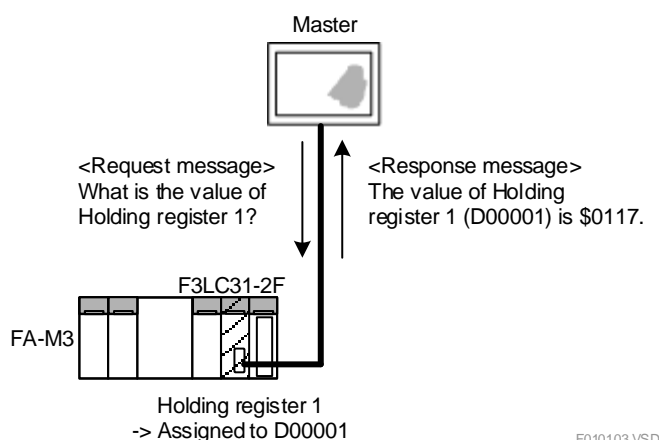 Master
<Request message>
What is the value of
Holding register 1?
<Response message>
The value of Holding
register 1 (D00001) is $0117.
F3LC31-2F
FA-M3
Holding register 1
-> Assigned to D00001
F010103.VSD